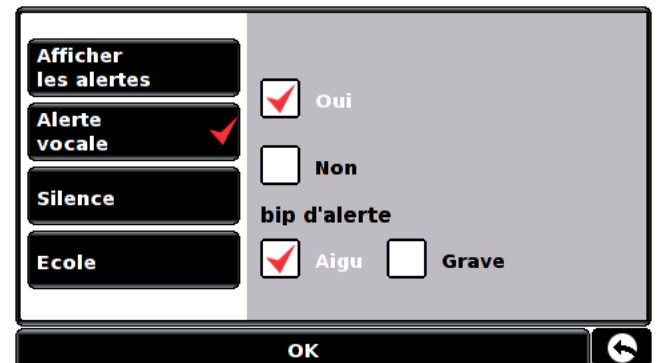 Afficher
les alertes
Alerte
vocale
Silence
Ecole
Oui
Non
bip d'alerte
Aigu Grave
OK